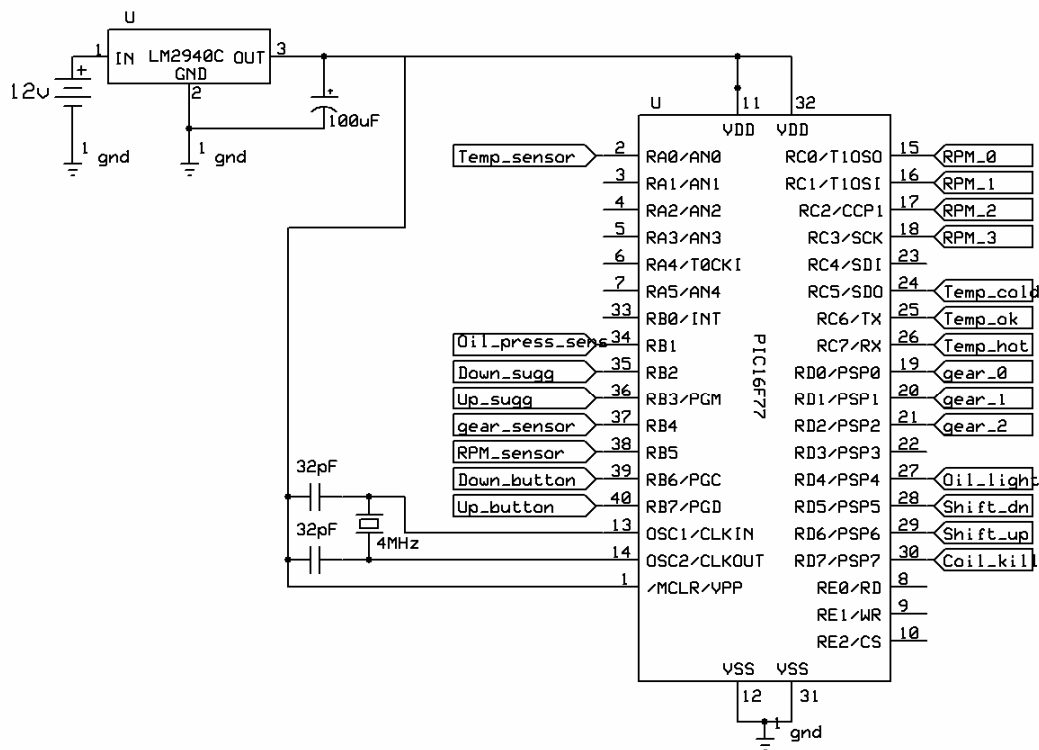 U
1 IN LM2940C OUT 3
GND
2
12v
+
+
100uF
1 gnd
1 gnd
U
11 32
VDD VDD
Temp_sensor 2 RA0/AN0 RC0/T1OSO 15 RPM_0
3 RA1/AN1 RC1/T1OSI 16 RPM_1
4 RA2/AN2 RC2/CCP1 17 RPM_2
5 RA3/AN3 RC3/SCK 18 RPM_3
6 RA4/T0CKI RC4/SDI 23
7 RA5/AN4 RC5/SDO 24 Temp_cold
33 RB0/INT RC6/TX 25 Temp_ok
Oil_press_sens 34 RB1 RC7/RX 26 Temp_hot
Down_sugg 35 RB2 RD0/PSP0 19 gear_0
Up_sugg 36 RB3/PGM RD1/PSP1 20 gear_1
gear_sensor 37 RB4 RD2/PSP2 21 gear_2
RPM_sensor 38 RB5 RD3/PSP3 22
Down_button 39 RB6/PGC RD4/PSP4 27 Oil_light
Up_button 40 RB7/PGD RD5/PSP5 28 Shift_dn
13 OSC1/CLKIN RD6/PSP6 29 Shift_up
14 OSC2/CLKOUT RD7/PSP7 30 Coil_kill
1 /MCLR/VPP RE0/RD 8
RE1/WR 9
RE2/CS 10
PIC16F77
32pF
32pF
4MHz
VSS VSS
12 31
1 gnd